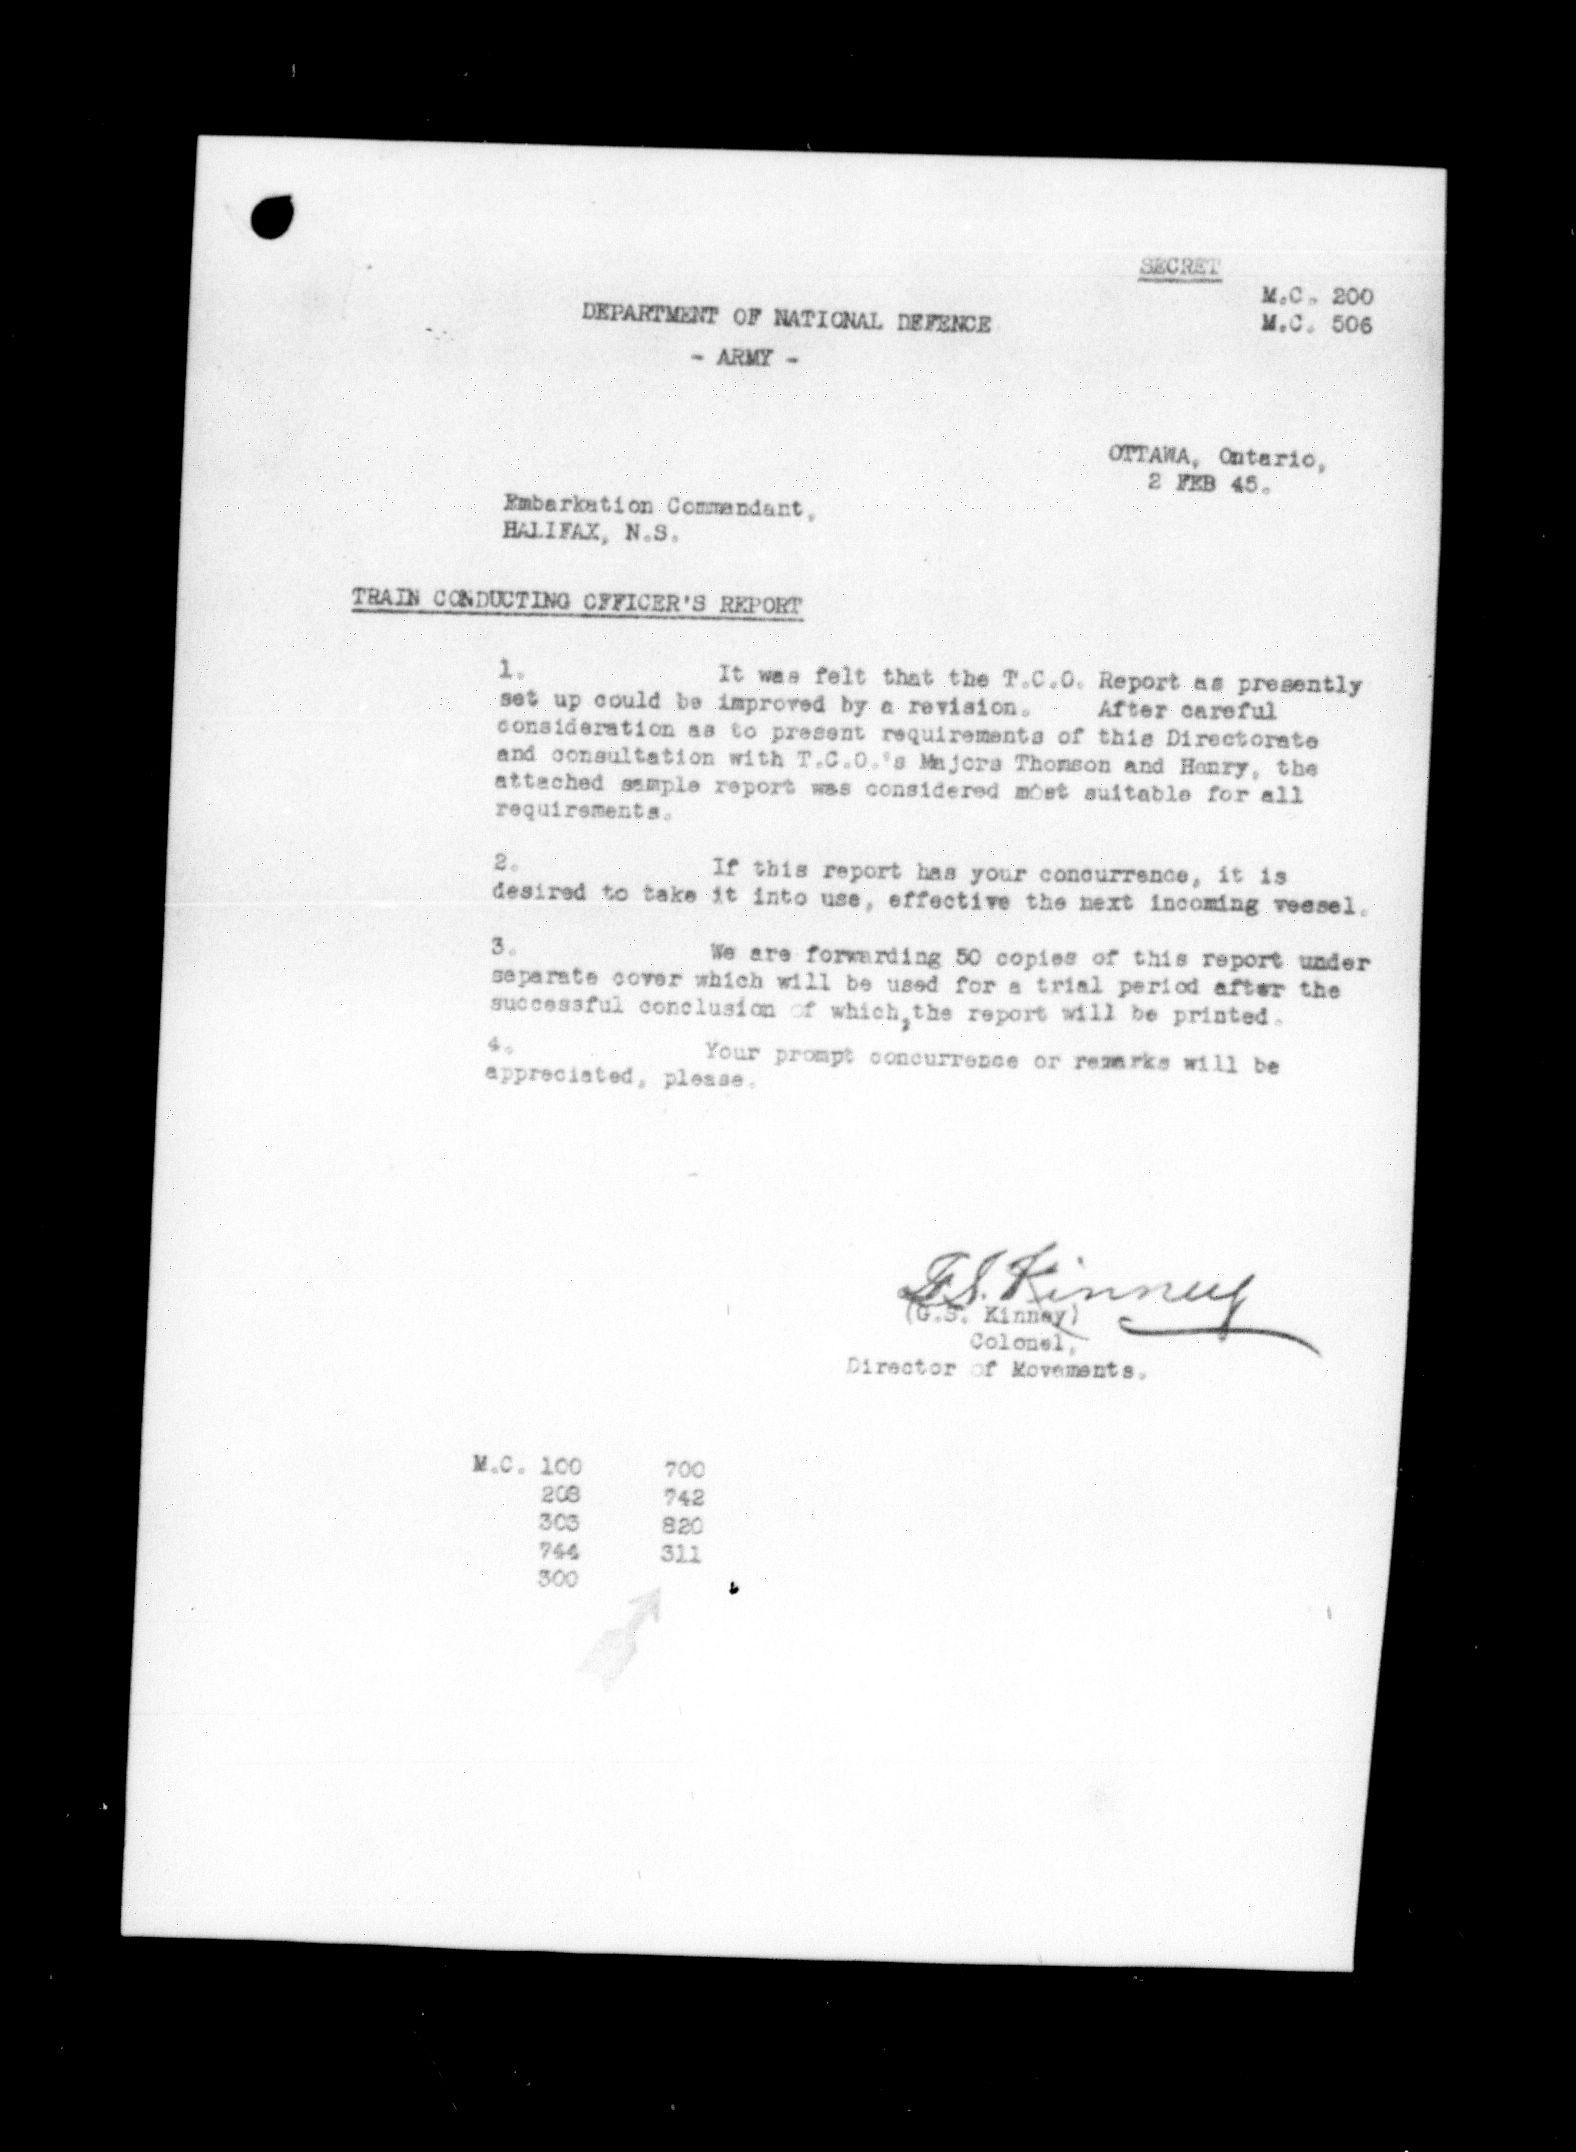 SECRET
M.C. 200
M.C. 506
DEPARTMENT OF NATIONAL DEFENCE
- ARMY -
OTTAWA, Ontario,
2 FEB 45.
Embarkation Commandant,
HALIFAX, N.S.
TRAIN CONDUCTING OFFICER'S REPORT
1. It was felt that the T.C.O. Report as presently
set up could be improved by a revision. After careful
consideration as to present requirements of this Directorate
and consultation with T.C.O.'s Majors Thomson and Henry, the
attached sample report was considered most suitable for all
requirements.
2. If this report has your concurrence, it is
desired to take it into use, effective the next incoming vessel.
3. We are forwarding 50 copies of this report under
separate cover which will be used for a trial period after the
successful conclusion of which, the report will be printed.
4. Your prompt concurrence or remarks will be
appreciated, please.
G.S. Kinney
(G.S. Kinney)
Colonel,
Director of Movements.
M.C. 100 700
208 742
303 820
744 311
300